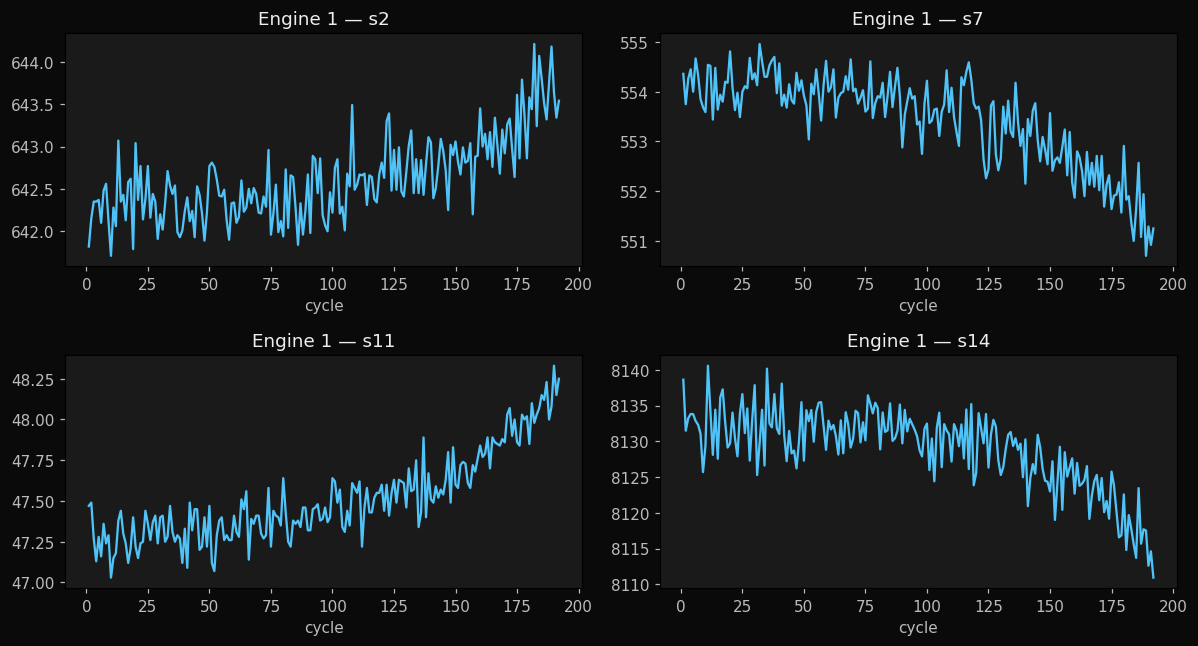 Engine 1 — s2
644.0
643.5
643.0
642.5
642.0
0 25 50 75 100 125 150 175 200
cycle
Engine 1 — s7
555
554
553
552
551
0 25 50 75 100 125 150 175 200
cycle
Engine 1 — s11
48.25
48.00
47.75
47.50
47.25
47.00
0 25 50 75 100 125 150 175 200
cycle
Engine 1 — s14
8140
8135
8130
8125
8120
8115
8110
0 25 50 75 100 125 150 175 200
cycle